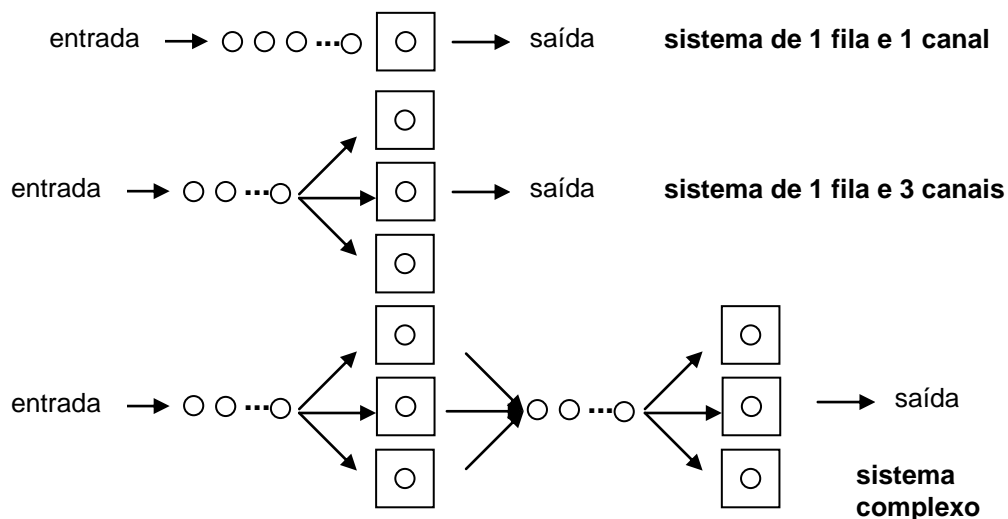 entrada saída sistema de 1 fila e 1 canal
entrada saída sistema de 1 fila e 3 canais
entrada saída
sistema
complexo